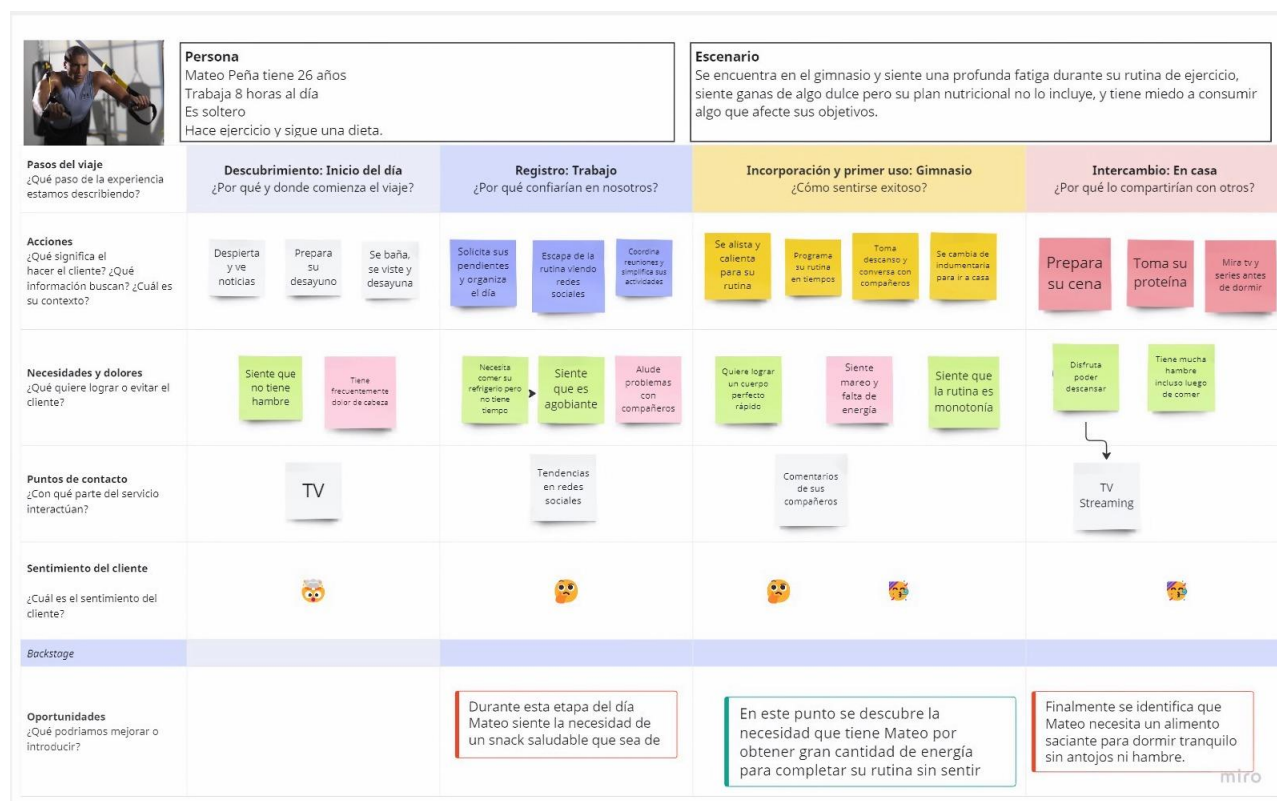 Persona
Mateo Peña tiene 26 años
Trabaja 8 horas al día
Es soltero
Hace ejercicio y sigue una dieta.
Escenario
Se encuentra en el gimnasio y siente una profunda fatiga durante su rutina de ejercicio,
siente ganas de algo dulce pero su plan nutricional no lo incluye, y tiene miedo a consumir
algo que afecte sus objetivos.
Pasos del viaje
¿Qué paso de la experiencia
estamos describiendo?
Descubrimiento: Inicio del día
¿Por qué y donde comienza el viaje?
Registro: Trabajo
¿Por qué confiarían en nosotros?
Incorporación y primer uso: Gimnasio
¿Cómo sentirse exitoso?
Intercambio: En casa
¿Por qué lo compartirían con otros?
Acciones
¿Qué significa el
hacer el cliente? ¿Qué
información buscan? ¿Cuál es
su contexto?
Despierta
y ve
noticias
Prepara
su
desayuno
Se baña,
se viste y
desayuna
Solicita sus
pendientes
y organiza
el día
Escapa de la
rutina viendo
redes
sociales
Coordina
reuniones y
simplifica sus
actividades
Se alista y
calienta
para su
rutina
Programa
su rutina
en tiempos
Toma
descanso y
conversa con
compañeros
Se cambia de
indumentaria
para ir a casa
Prepara
su cena
Toma su
proteína
Mira tv y
series antes
de dormir
Necesidades y dolores
¿Qué quiere lograr o evitar el
cliente?
Siente que
no tiene
hambre
Tiene
frecuentemente
dolor de cabeza
Necesita
comer su
refrigerio pero
no tiene
tiempo
Siente
que es
agobiante
Alude
problemas
con
compañeros
Quiere lograr
un cuerpo
perfecto
rápido
Siente
mareo y
falta de
energía
Siente que
la rutina es
monotonía
Disfruta
poder
descansar
Tiene mucha
hambre
incluso luego
de comer
Puntos de contacto
¿Con qué parte del servicio
interactúan?
TV
Tendencias
en redes
sociales
Comentarios
de sus
compañeros
TV
Streaming
Sentimiento del cliente
¿Cuál es el sentimiento del
cliente?
Backstage
Oportunidades
¿Qué podriamos mejorar o
introducir?
Durante esta etapa del día
Mateo siente la necesidad de
un snack saludable que sea de
En este punto se descubre la
necesidad que tiene Mateo por
obtener gran cantidad de energía
para completar su rutina sin sentir
Finalmente se identifica que
Mateo necesita un alimento
saciante para dormir tranquilo
sin antojos ni hambre.
miro